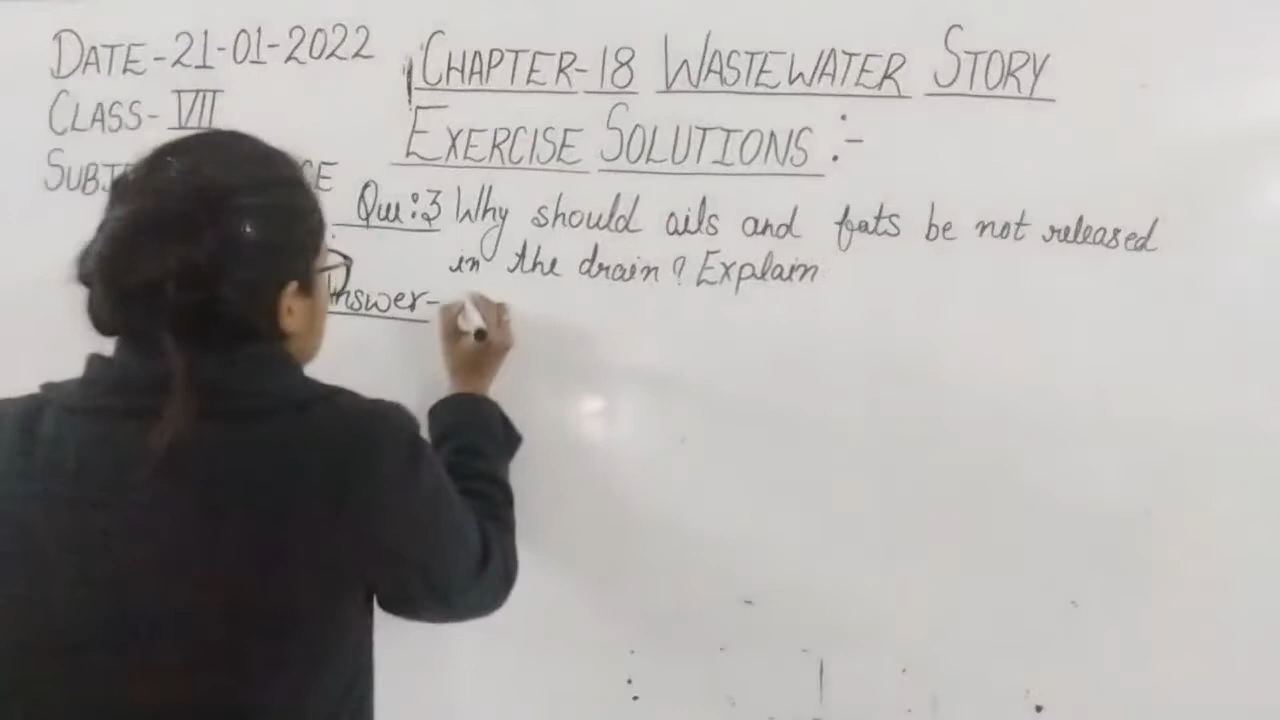 DATE-21-01-2022
CHAPTER-18 WASTEWATER STORY
CLASS-VII
EXERCISE SOLUTIONS :-
Que:3 Why should oils and fats be not released
in the drain? Explain
Answer-